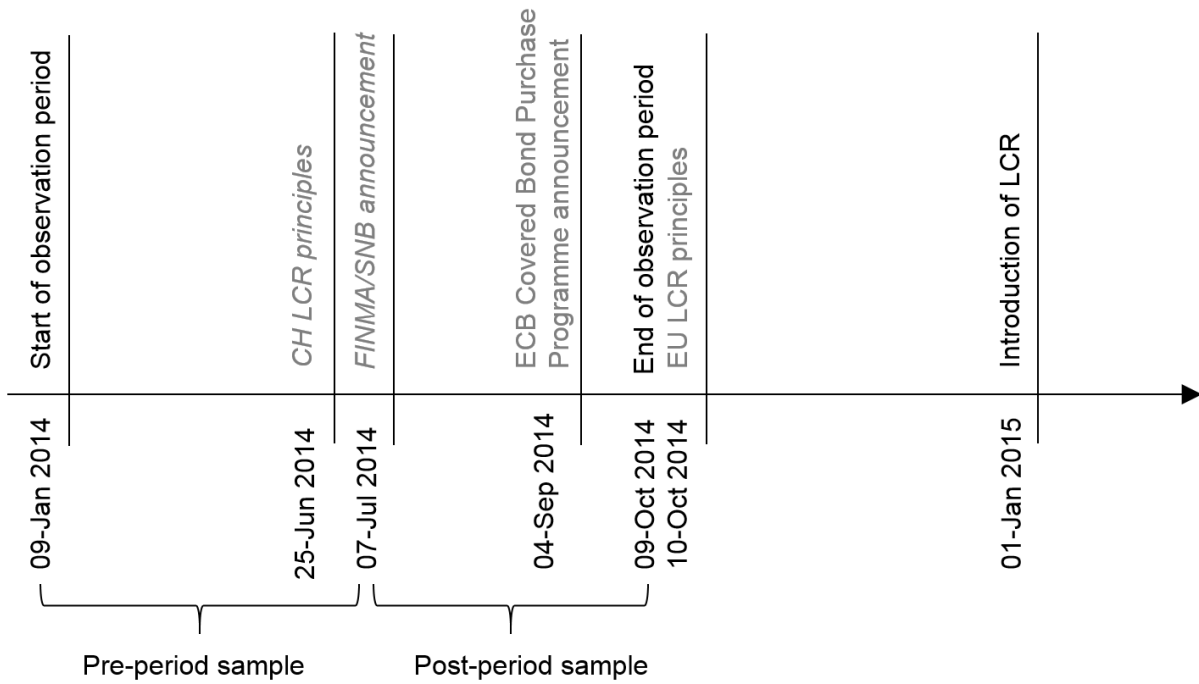 Start of observation period
CH LCR principles
FINMA/SNB announcement
ECB Covered Bond Purchase
Programme announcement
End of observation period
EU LCR principles
Introduction of LCR
09-Jan 2014
25-Jun 2014
07-Jul 2014
04-Sep 2014
09-Oct 2014
10-Oct 2014
01-Jan 2015
Pre-period sample
Post-period sample